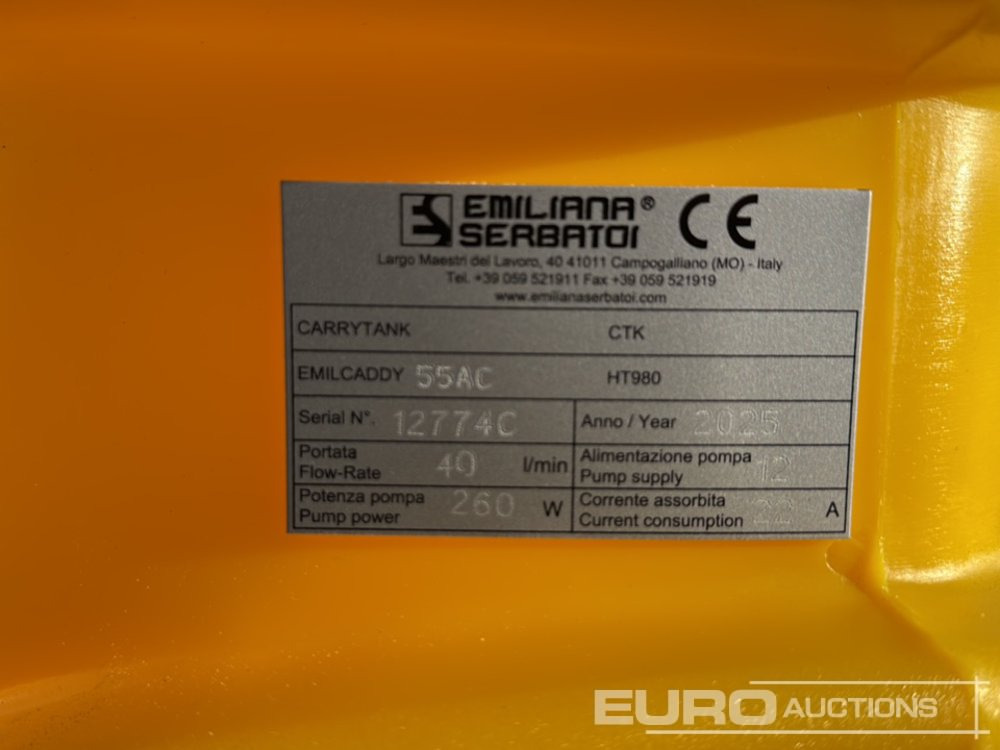 EMILIANA®
SERBATOI
CE
Largo Maestri del Lavoro, 40 41011 Campogalliano (MO) - Italy
Tel. +39 059 521911 Fax +39 059 521919
www.emilianaserbatoi.com
CARRYTANK CTK
EMILCADDY 55AC HT980
Serial N°. 12774C Anno / Year 2025
Portata
Flow-Rate 40 l/min
Alimentazione pompa
Pump supply 12
Potenza pompa
Pump power 260 W
Corrente assorbita
Current consumption 22 A
EURO AUCTIONS